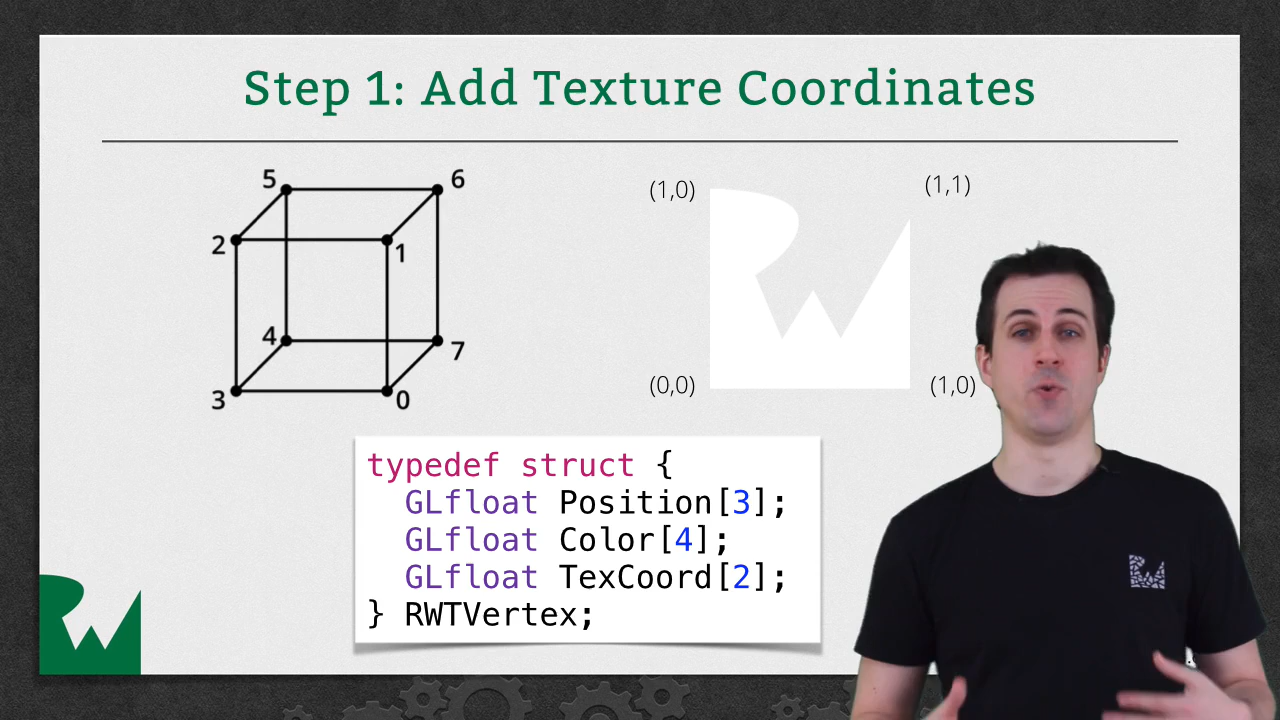 Step 1: Add Texture Coordinates
5
6
2
1
4
7
3
0
(1,0)
(1,1)
(0,0)
(1,0)
typedef struct {
  GLfloat Position[3];
  GLfloat Color[4];
  GLfloat TexCoord[2];
} RWTVertex;